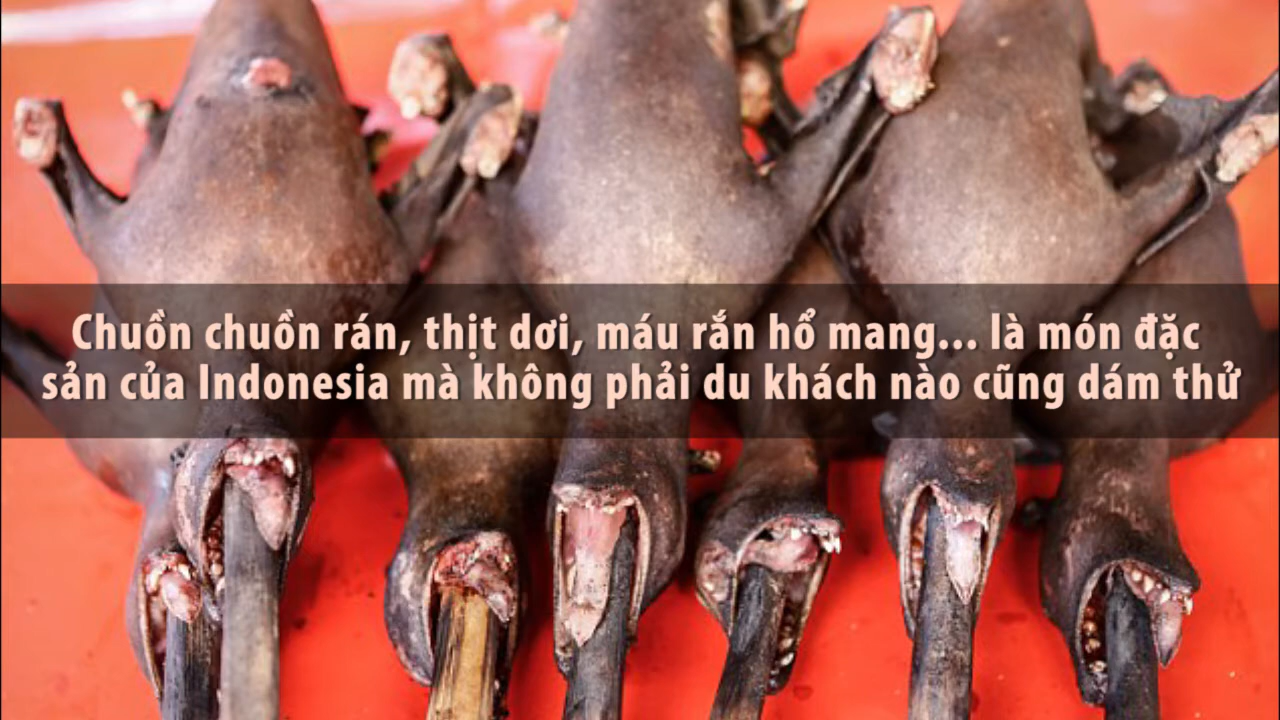 Chuồn chuồn rán, thịt dơi, máu rắn hổ mang... là món đặc
sản của Indonesia mà không phải du khách nào cũng dám thử